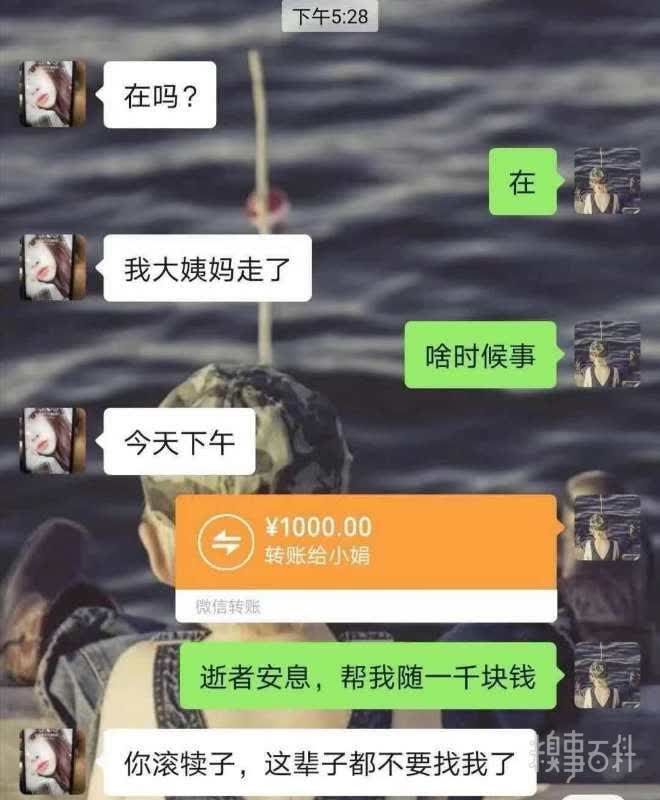 下午5:28
在吗？
在
我大姨妈走了
啥时候事
今天下午
¥1000.00
转账给小娟
微信转账
逝者安息，帮我随一千块钱
你滚犊子，这辈子都不要找我了
糗事百科